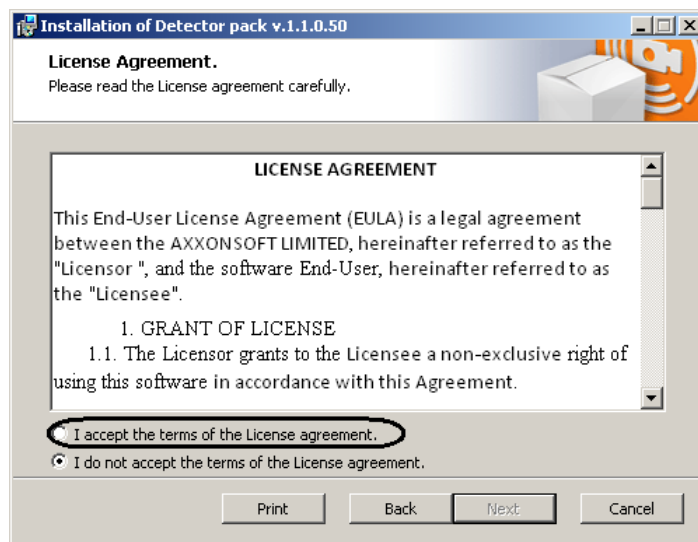 Installation of Detector pack v.1.1.0.50
License Agreement.
Please read the License agreement carefully.
LICENSE AGREEMENT
This End-User License Agreement (EULA) is a legal agreement
between the AXXONSOFT LIMITED, hereinafter referred to as the
"Licensor ", and the software End-User, hereinafter referred to as
the "Licensee".
1. GRANT OF LICENSE
1.1. The Licensor grants to the Licensee a non-exclusive right of
using this software in accordance with this Agreement.
I accept the terms of the License agreement.
I do not accept the terms of the License agreement.
Print Back Next Cancel